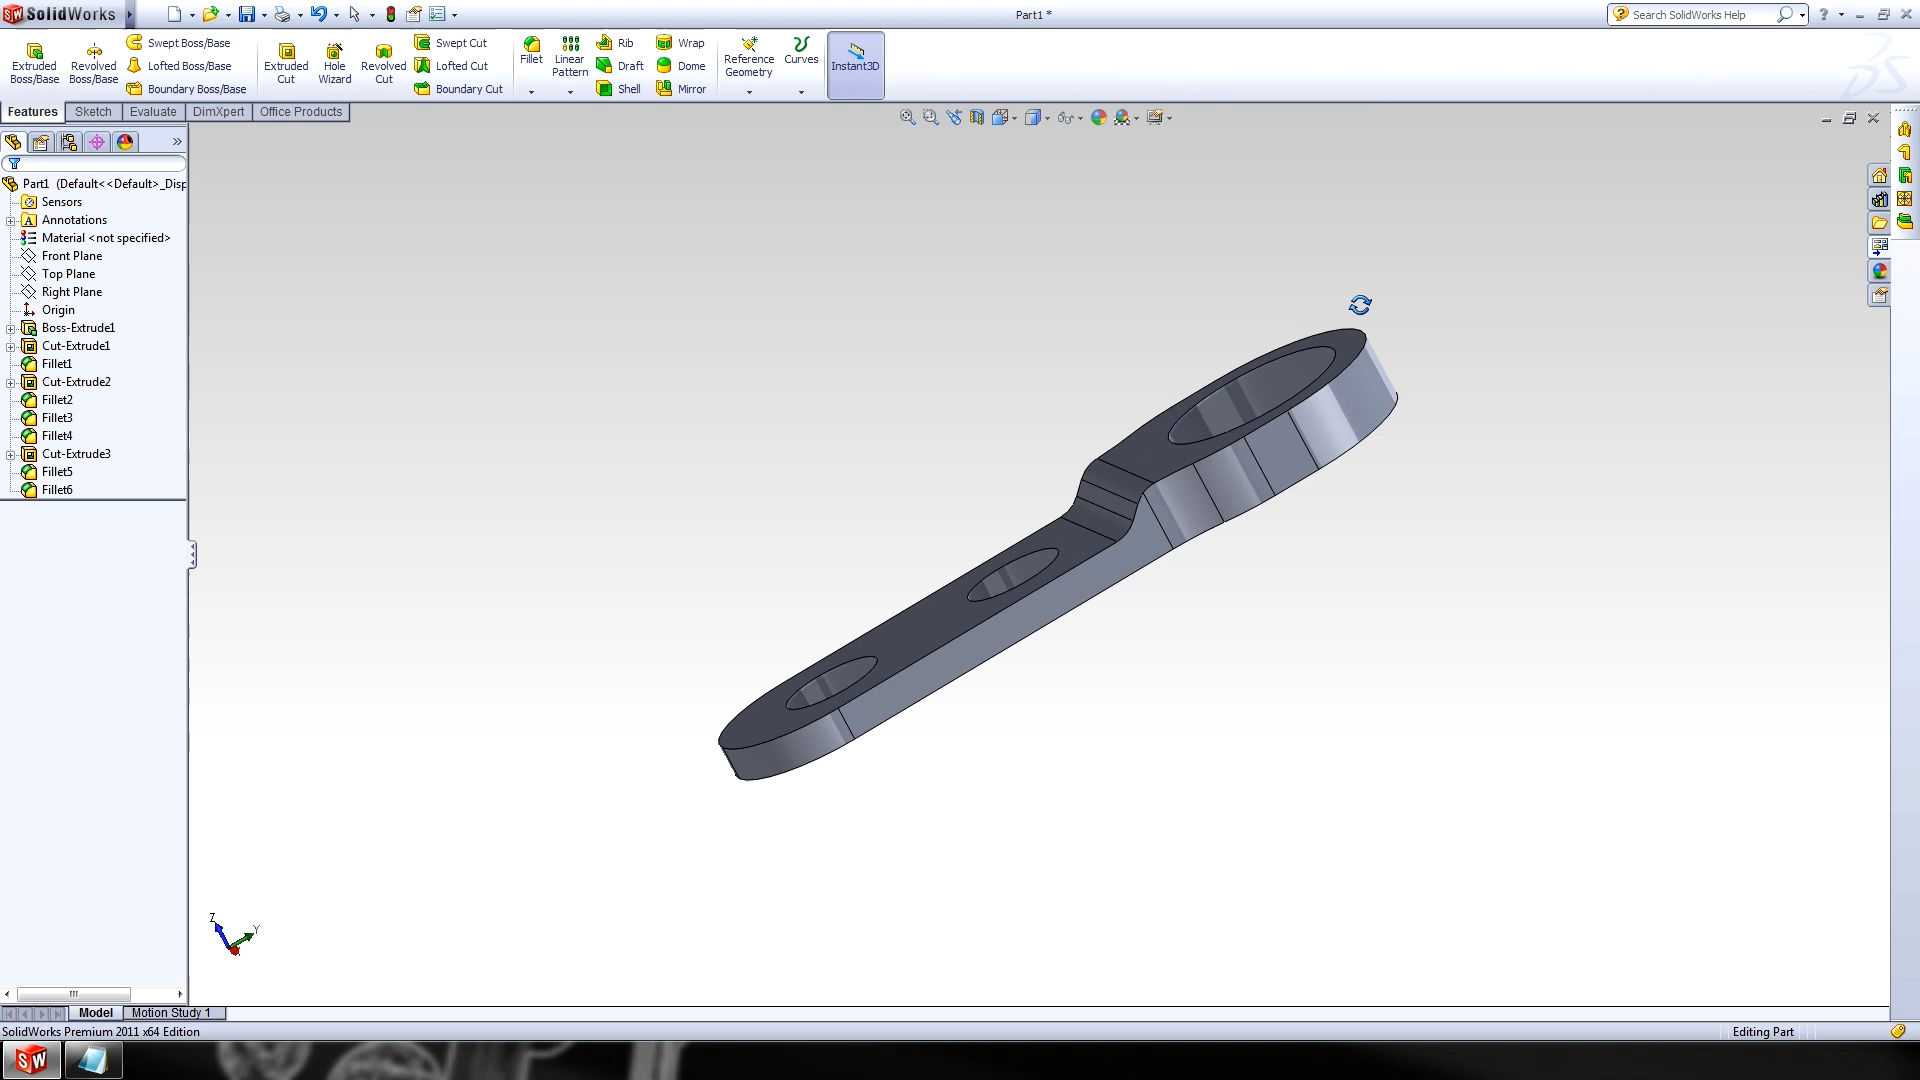 SolidWorks
Part1 *
Search SolidWorks Help
Extruded Boss/Base
Revolved Boss/Base
Swept Boss/Base
Lofted Boss/Base
Boundary Boss/Base
Extruded Cut
Hole Wizard
Revolved Cut
Swept Cut
Lofted Cut
Boundary Cut
Fillet
Linear Pattern
Rib
Draft
Shell
Wrap
Dome
Mirror
Reference Geometry
Curves
Instant3D
Features
Sketch
Evaluate
DimXpert
Office Products
Part1 (Default<<Default>_Disp
Sensors
A Annotations
Material <not specified>
Front Plane
Top Plane
Right Plane
Origin
Boss-Extrude1
Cut-Extrude1
Fillet1
Cut-Extrude2
Fillet2
Fillet3
Fillet4
Cut-Extrude3
Fillet5
Fillet6
Z
Y
Model
Motion Study 1
SolidWorks Premium 2011 x64 Edition
Editing Part
SW